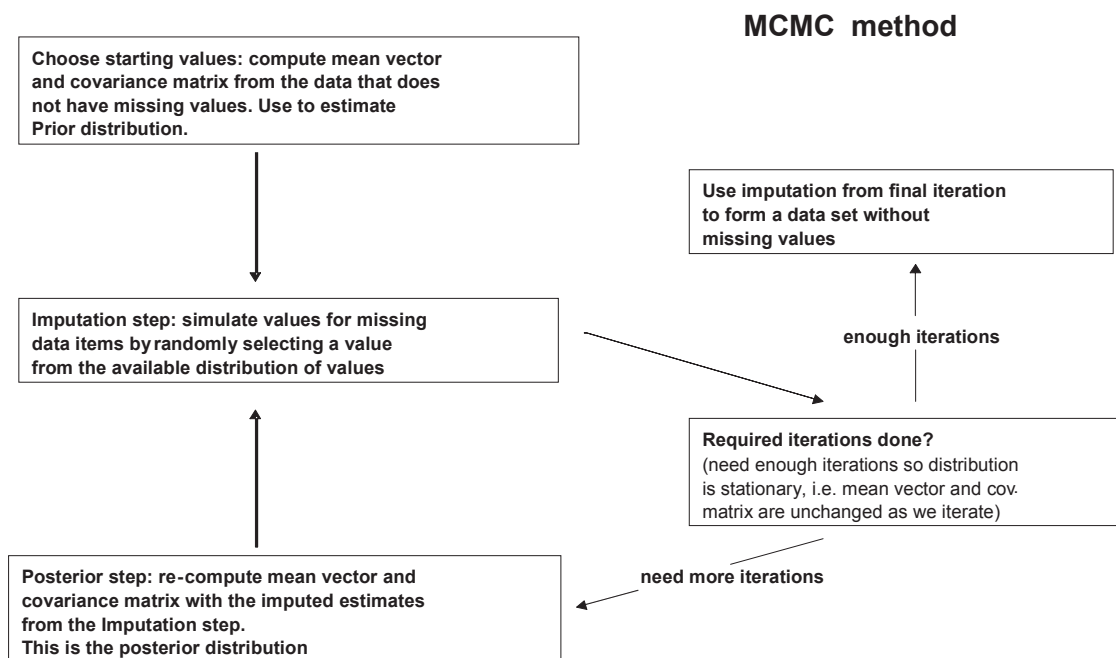 MCMC method
Choose starting values: compute mean vector
and covariance matrix from the data that does
not have missing values. Use to estimate
Prior distribution.
Use imputation from final iteration
to form a data set without
missing values
Imputation step: simulate values for missing
data items by randomly selecting a value
from the available distribution of values
enough iterations
Required iterations done?
(need enough iterations so distribution
is stationary, i.e. mean vector and cov-
matrix are unchanged as we iterate)
need more iterations
Posterior step: re-compute mean vector and
covariance matrix with the imputed estimates
from the Imputation step.
This is the posterior distribution